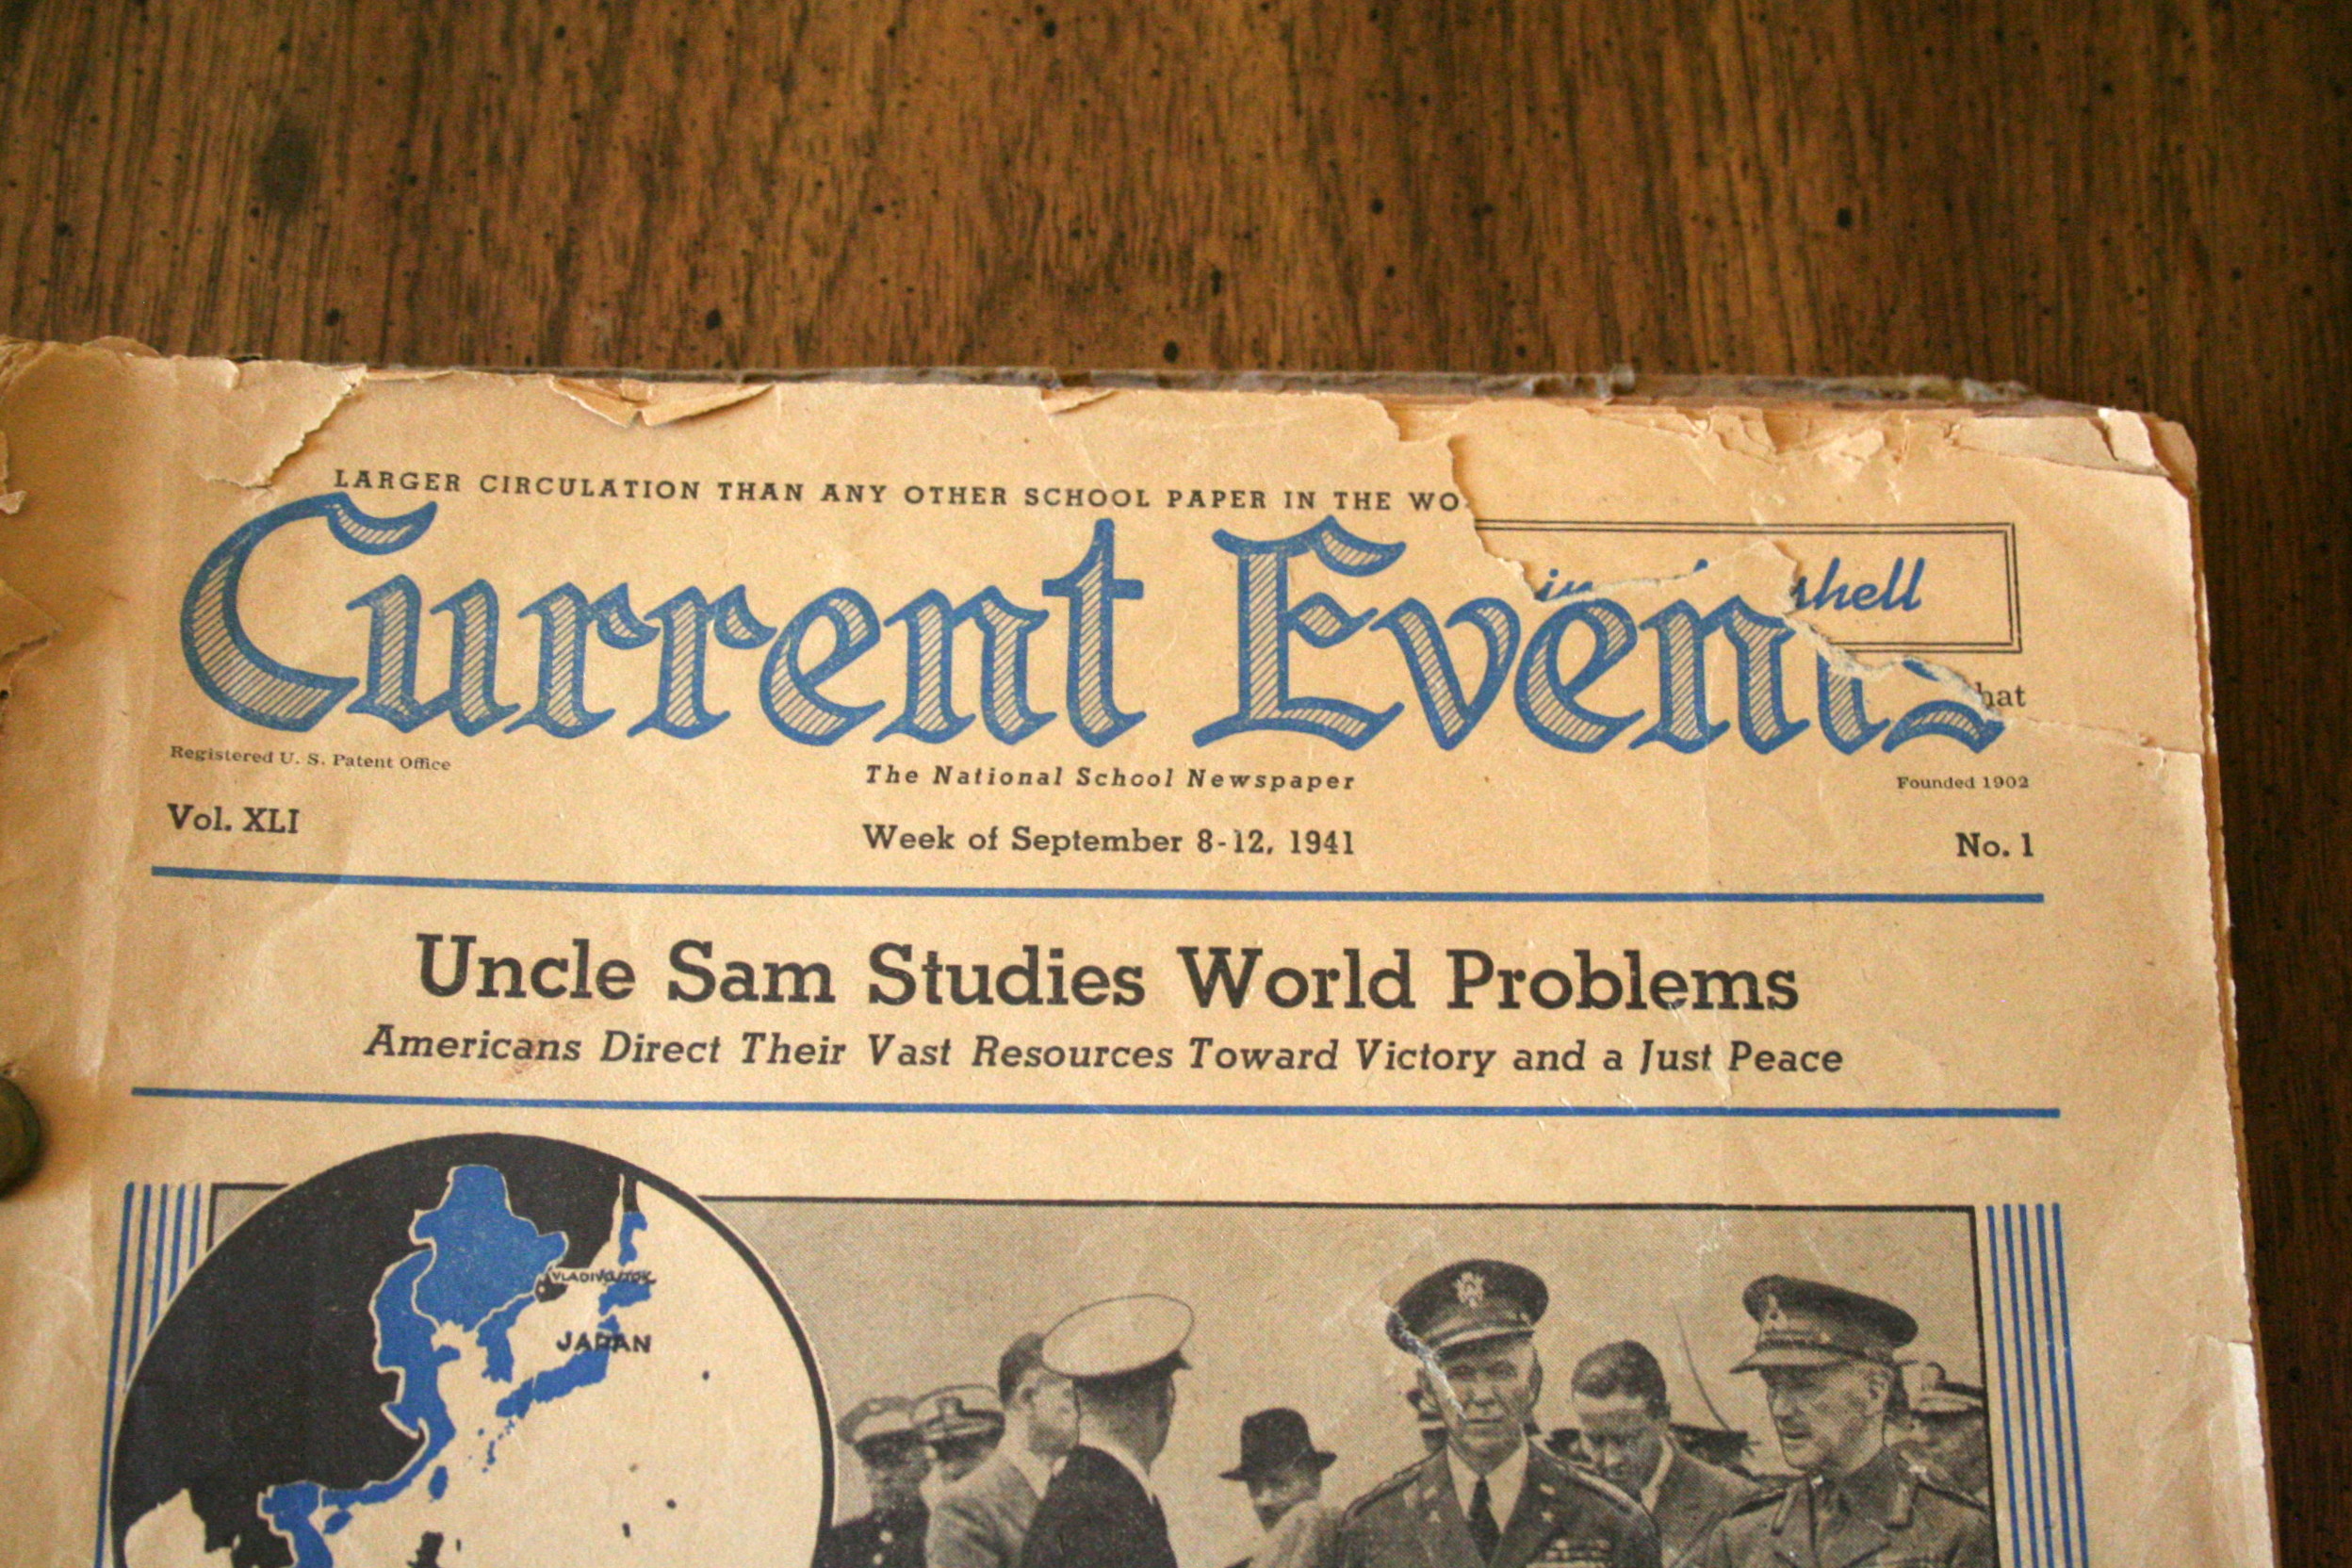 LARGER CIRCULATION THAN ANY OTHER SCHOOL PAPER IN THE WO
Current Events
shell
hat
Registered U. S. Patent Office
The National School Newspaper
Founded 1902
Vol. XLI
Week of September 8-12, 1941
No. 1
Uncle Sam Studies World Problems
Americans Direct Their Vast Resources Toward Victory and a Just Peace
VLADIVOSTOK
JAPAN